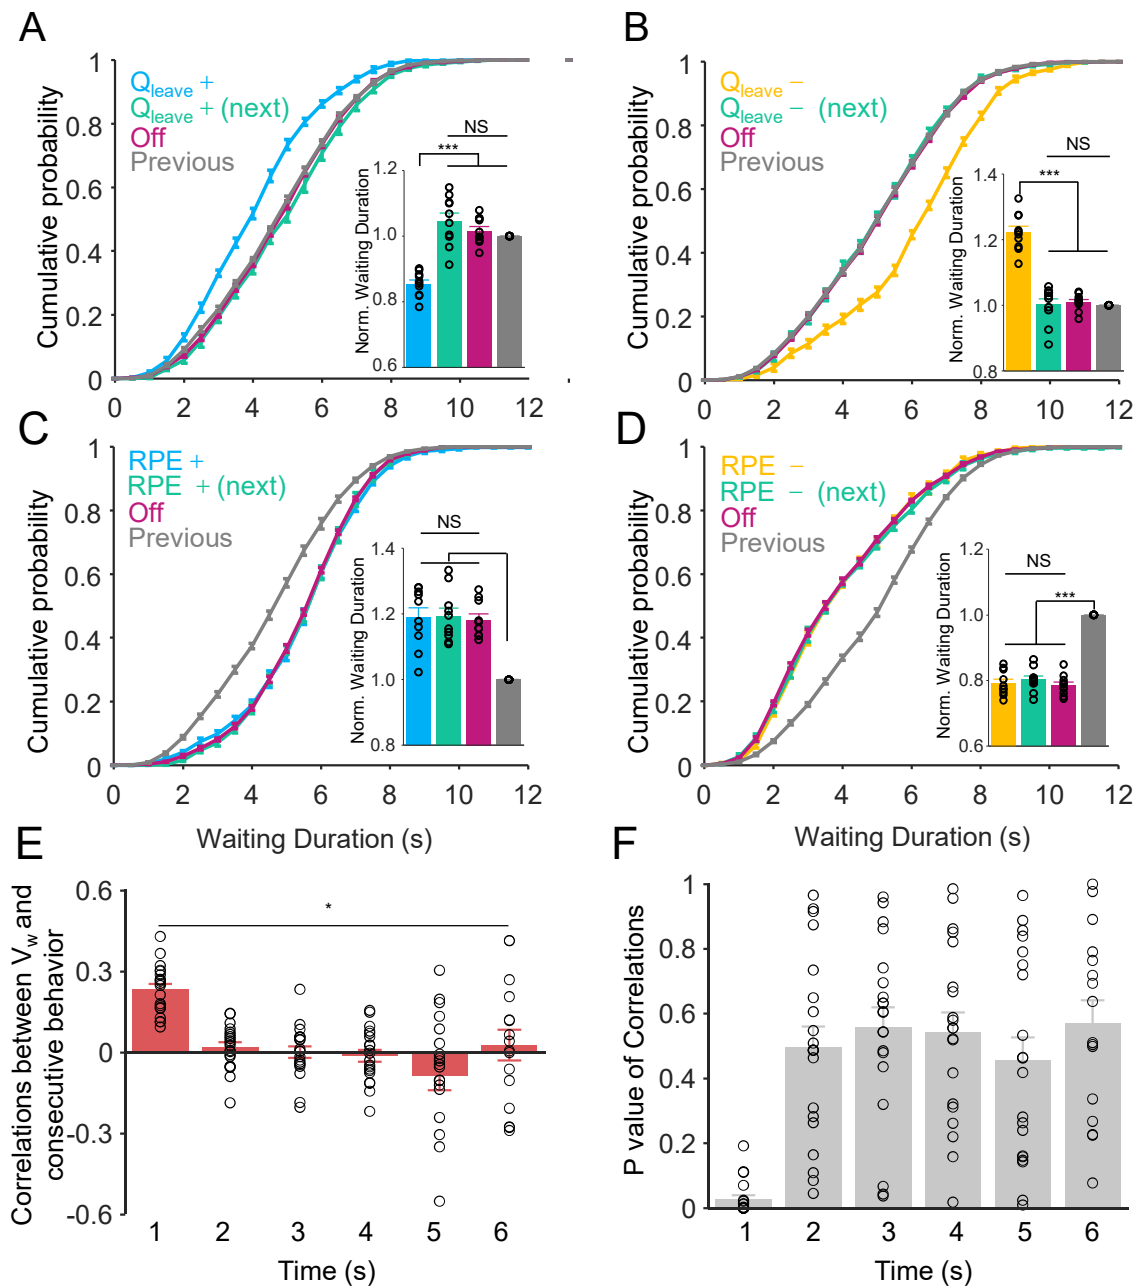 A
Cumulative probability
1
0.8
0.6
0.4
0.2
0
Q_leave +
Q_leave + (next)
Off
Previous
NS
***
Norm. Waiting Duration
1.2
1.0
0.8
0.6
0 2 4 6 8 10 12
B
Cumulative probability
1
0.8
0.6
0.4
0.2
0
Q_leave −
Q_leave − (next)
Off
Previous
NS
***
Norm. Waiting Duration
1.4
1.2
1.0
0.8
0 2 4 6 8 10 12
C
Cumulative probability
1
0.8
0.6
0.4
0.2
0
RPE +
RPE + (next)
Off
Previous
NS
Norm. Waiting Duration
1.4
1.2
1.0
0.8
0 2 4 6 8 10 12
Waiting Duration (s)
D
Cumulative probability
1
0.8
0.6
0.4
0.2
0
RPE −
RPE − (next)
Off
Previous
NS
***
Norm. Waiting Duration
1.2
1.0
0.8
0.6
0 2 4 6 8 10 12
Waiting Duration (s)
E
Correlations between V_w and
consecutive behavior
0.6
0.3
0
-0.3
-0.6
*
1 2 3 4 5 6
Time (s)
F
P value of Correlations
1
0.8
0.6
0.4
0.2
0
1 2 3 4 5 6
Time (s)